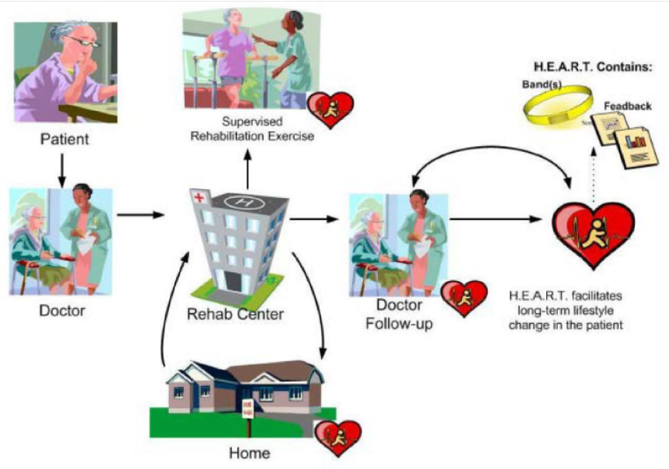 H.E.A.R.T. Contains:
Band(s)
Feadback
Patient
Supervised
Rehabilitation Exercise
H
Doctor
Rehab Center
Doctor
Follow-up
H.E.A.R.T. facilitates
long-term lifestyle
change in the patient
Home